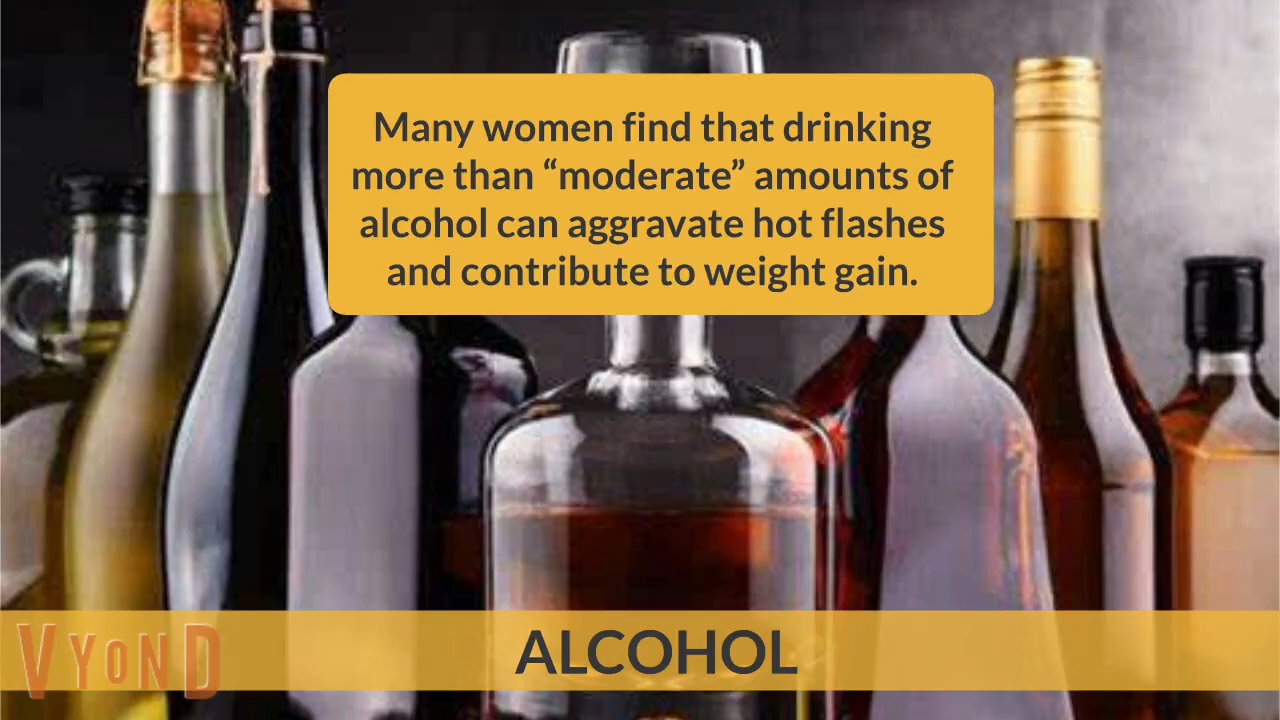 Many women find that drinking
more than “moderate” amounts of
alcohol can aggravate hot flashes
and contribute to weight gain.
ALCOHOL
VYonD